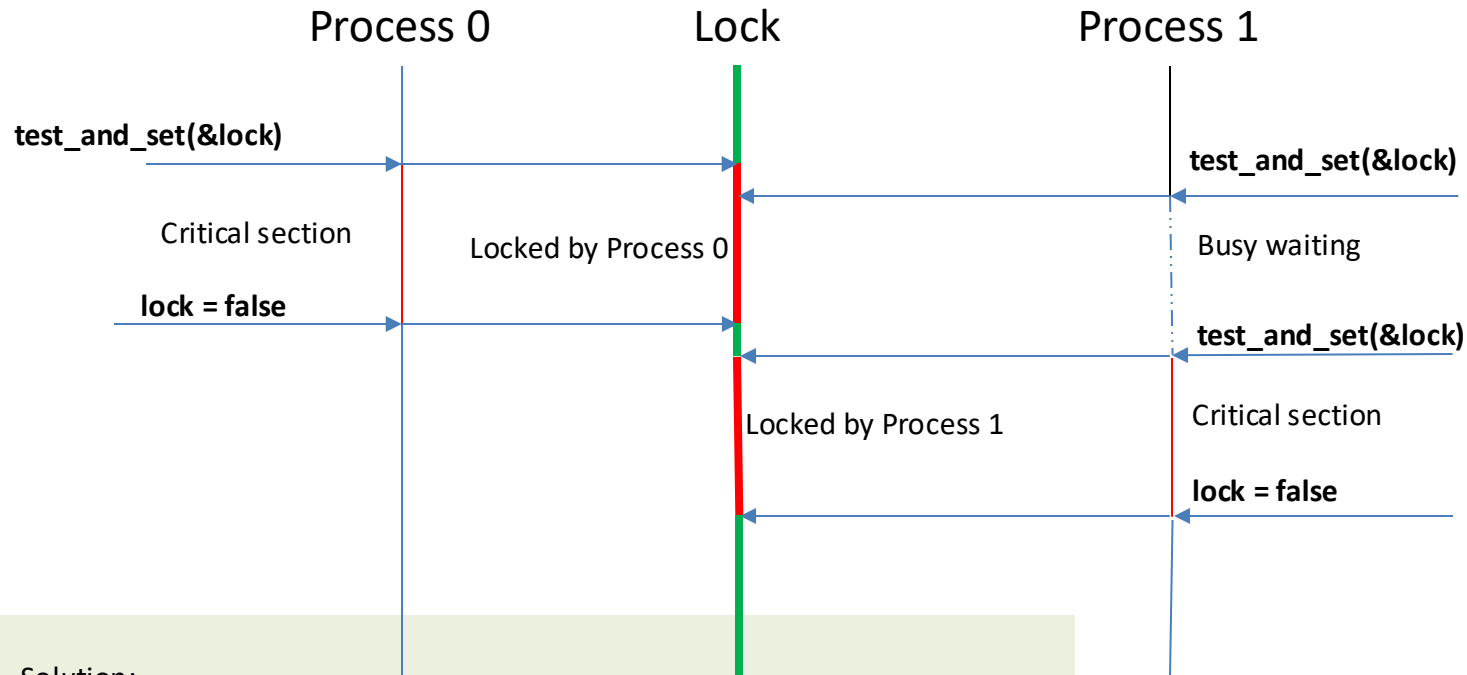 Process 0
Lock
Process 1
test_and_set(&lock)
test_and_set(&lock)
Critical section
Locked by Process 0
Busy waiting
lock = false
test_and_set(&lock)
Locked by Process 1
Critical section
lock = false
Solution: